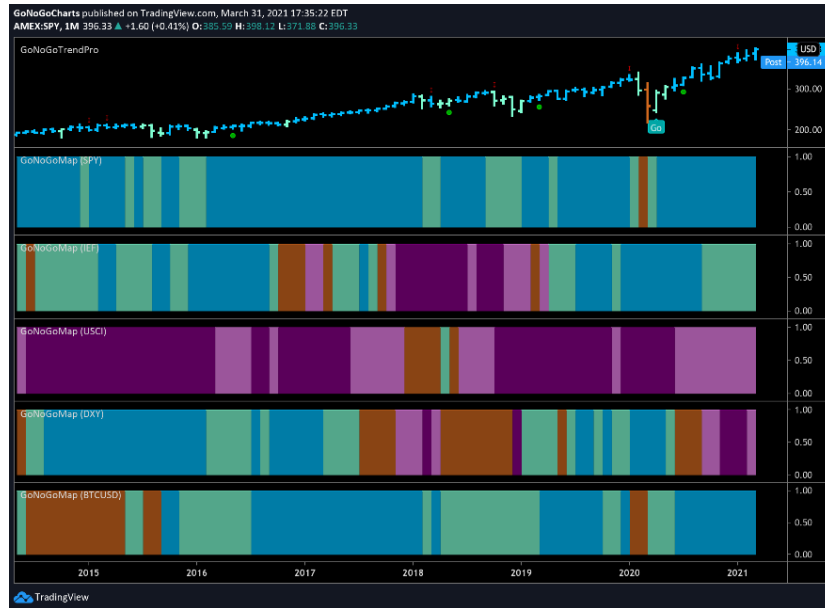 GoNoGoCharts published on TradingView.com, March 31, 2021 17:35:22 EDT
AMEX:SPY, 1M 396.33 ▲ +1.60 (+0.41%) O:385.59 H:398.12 L:371.88 C:396.33
GoNoGoTrendPro
USD
Post 396.14
300.00
Go
200.00
GoNoGoMap (SPY)
1.00
0.50
0.00
GoNoGoMap (IEF)
1.00
0.50
0.00
GoNoGoMap (USCI)
1.00
0.50
0.00
GoNoGoMap (DXY)
1.00
0.50
0.00
GoNoGoMap (BTCUSD)
1.00
0.50
0.00
2015 2016 2017 2018 2019 2020 2021
TradingView